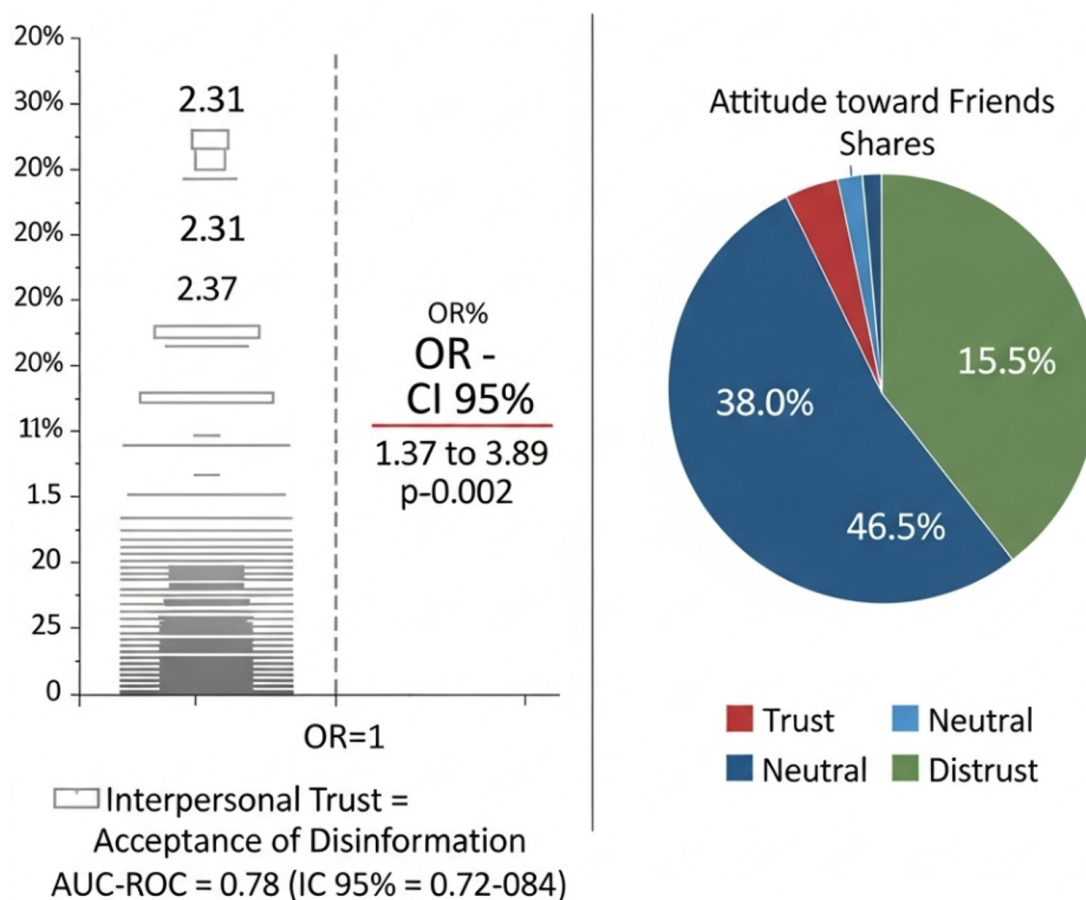 20%
30%
20%
20%
20%
20%
11%
1.5
20
25
0
2.31
2.31
2.37
OR%
OR -
CI 95%
1.37 to 3.89
p-0.002
OR=1
Interpersonal Trust =
Acceptance of Disinformation
AUC-ROC = 0.78 (IC 95% = 0.72-084)
Attitude toward Friends
Shares
15.5%
38.0%
46.5%
Trust
Neutral
Neutral
Distrust